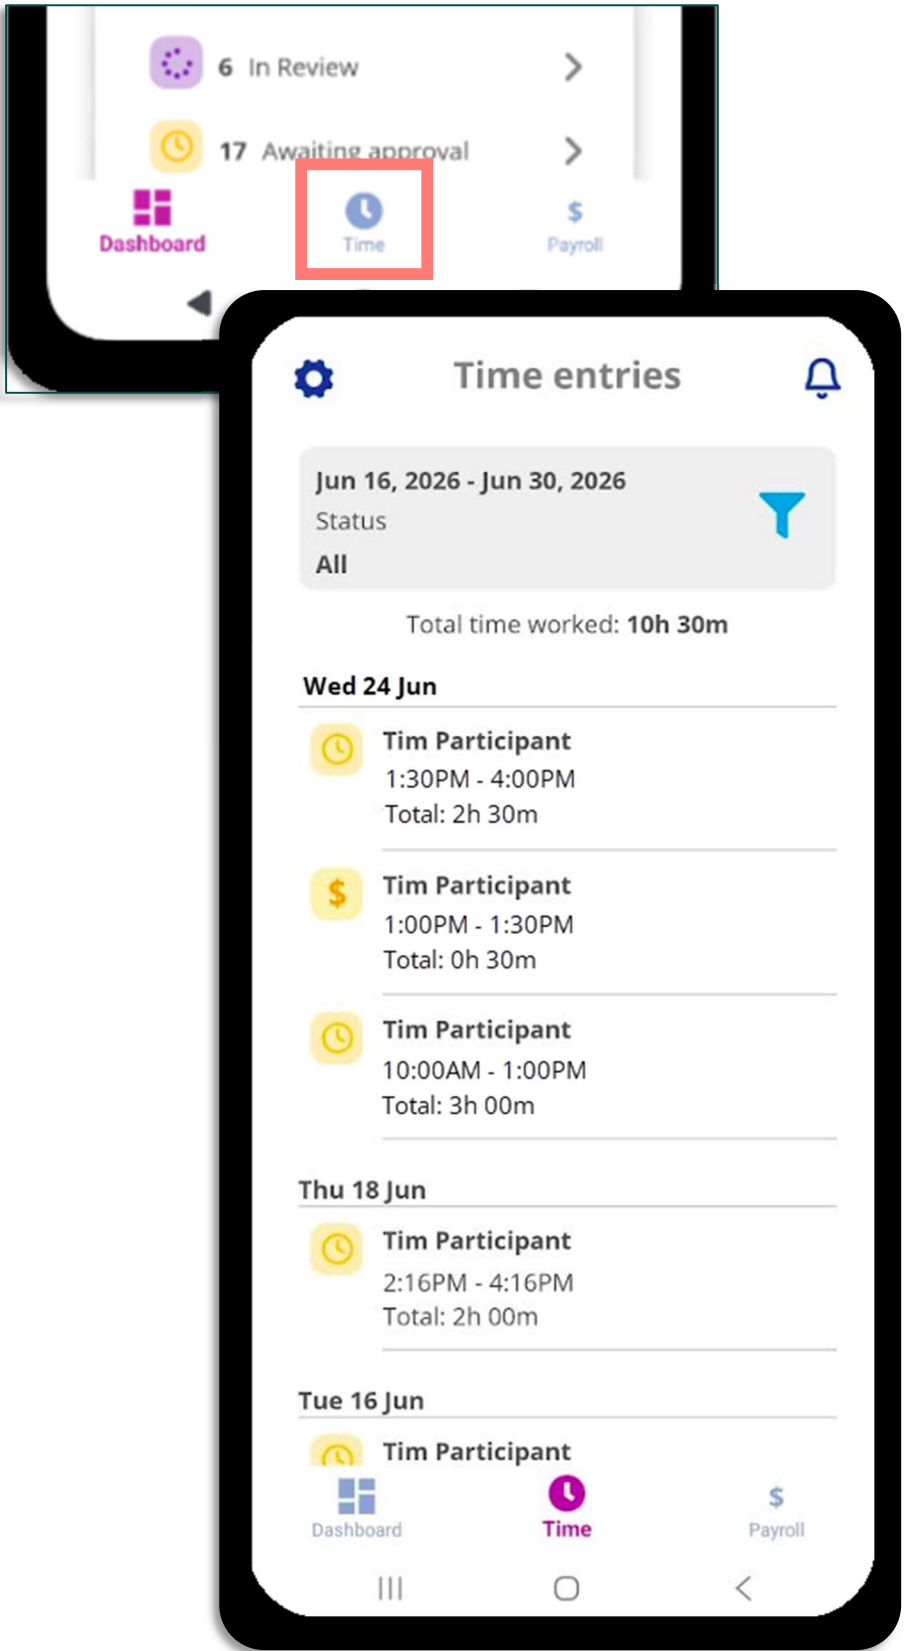 6 In Review
17 Awaiting approval
Dashboard
Time
$
Payroll
Time entries
Jun 16, 2026 - Jun 30, 2026
Status
All
Total time worked: 10h 30m
Wed 24 Jun
Tim Participant
1:30PM - 4:00PM
Total: 2h 30m
$
Tim Participant
1:00PM - 1:30PM
Total: 0h 30m
Tim Participant
10:00AM - 1:00PM
Total: 3h 00m
Thu 18 Jun
Tim Participant
2:16PM - 4:16PM
Total: 2h 00m
Tue 16 Jun
Tim Participant
Dashboard
Time
$
Payroll